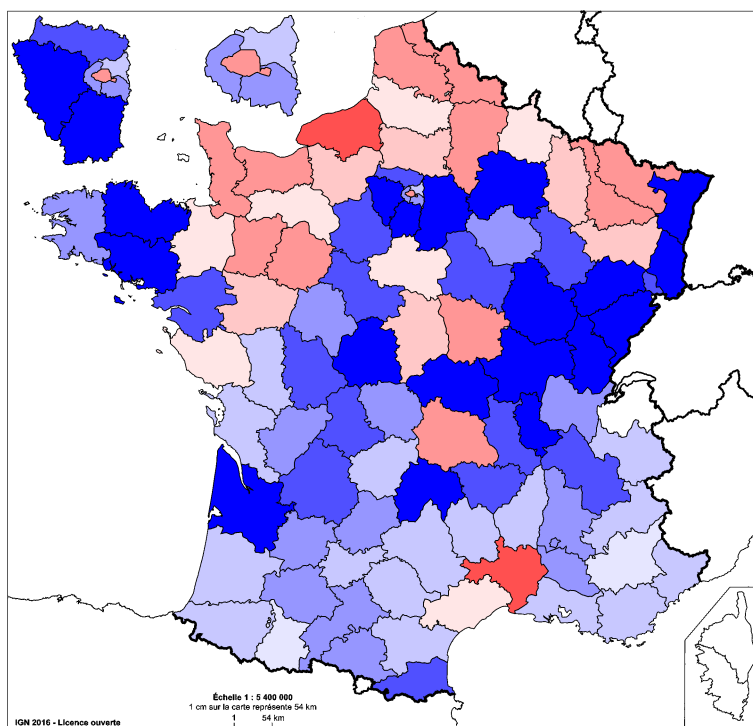 Échelle 1 : 5 400 000
1 cm sur la carte représente 54 km
1 54 km
IGN 2016 - Licence ouverte